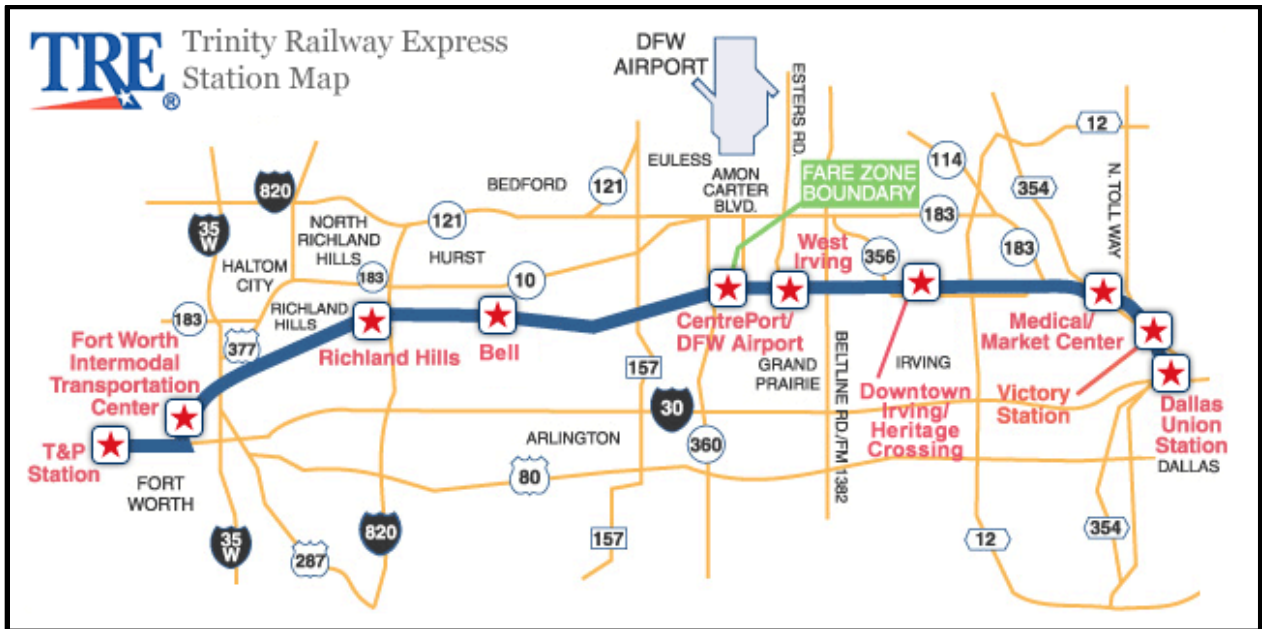 TRE®
Trinity Railway Express
Station Map
DFW
AIRPORT
ESTERS RD.
12
820
BEDFORD
121
EULESS
AMON
CARTER
BLVD.
FARE ZONE
BOUNDARY
114
354
N. TOLL WAY
35
W
NORTH
RICHLAND
HILLS
121
HURST
183
183
West
Irving
356
HALTOM
CITY
183
10
RICHLAND
HILLS
183
377
Fort Worth
Intermodal
Transportation
Center
Richland Hills
Bell
CentrePort/
DFW Airport
Medical/
Market Center
GRAND
PRAIRIE
BELTLINE RD./FM 1382
IRVING
157
30
Downtown
Irving/
Heritage
Crossing
Victory
Station
Dallas
Union
Station
DALLAS
T&P
Station
FORT
WORTH
ARLINGTON
360
80
35
W
287
820
157
12
354